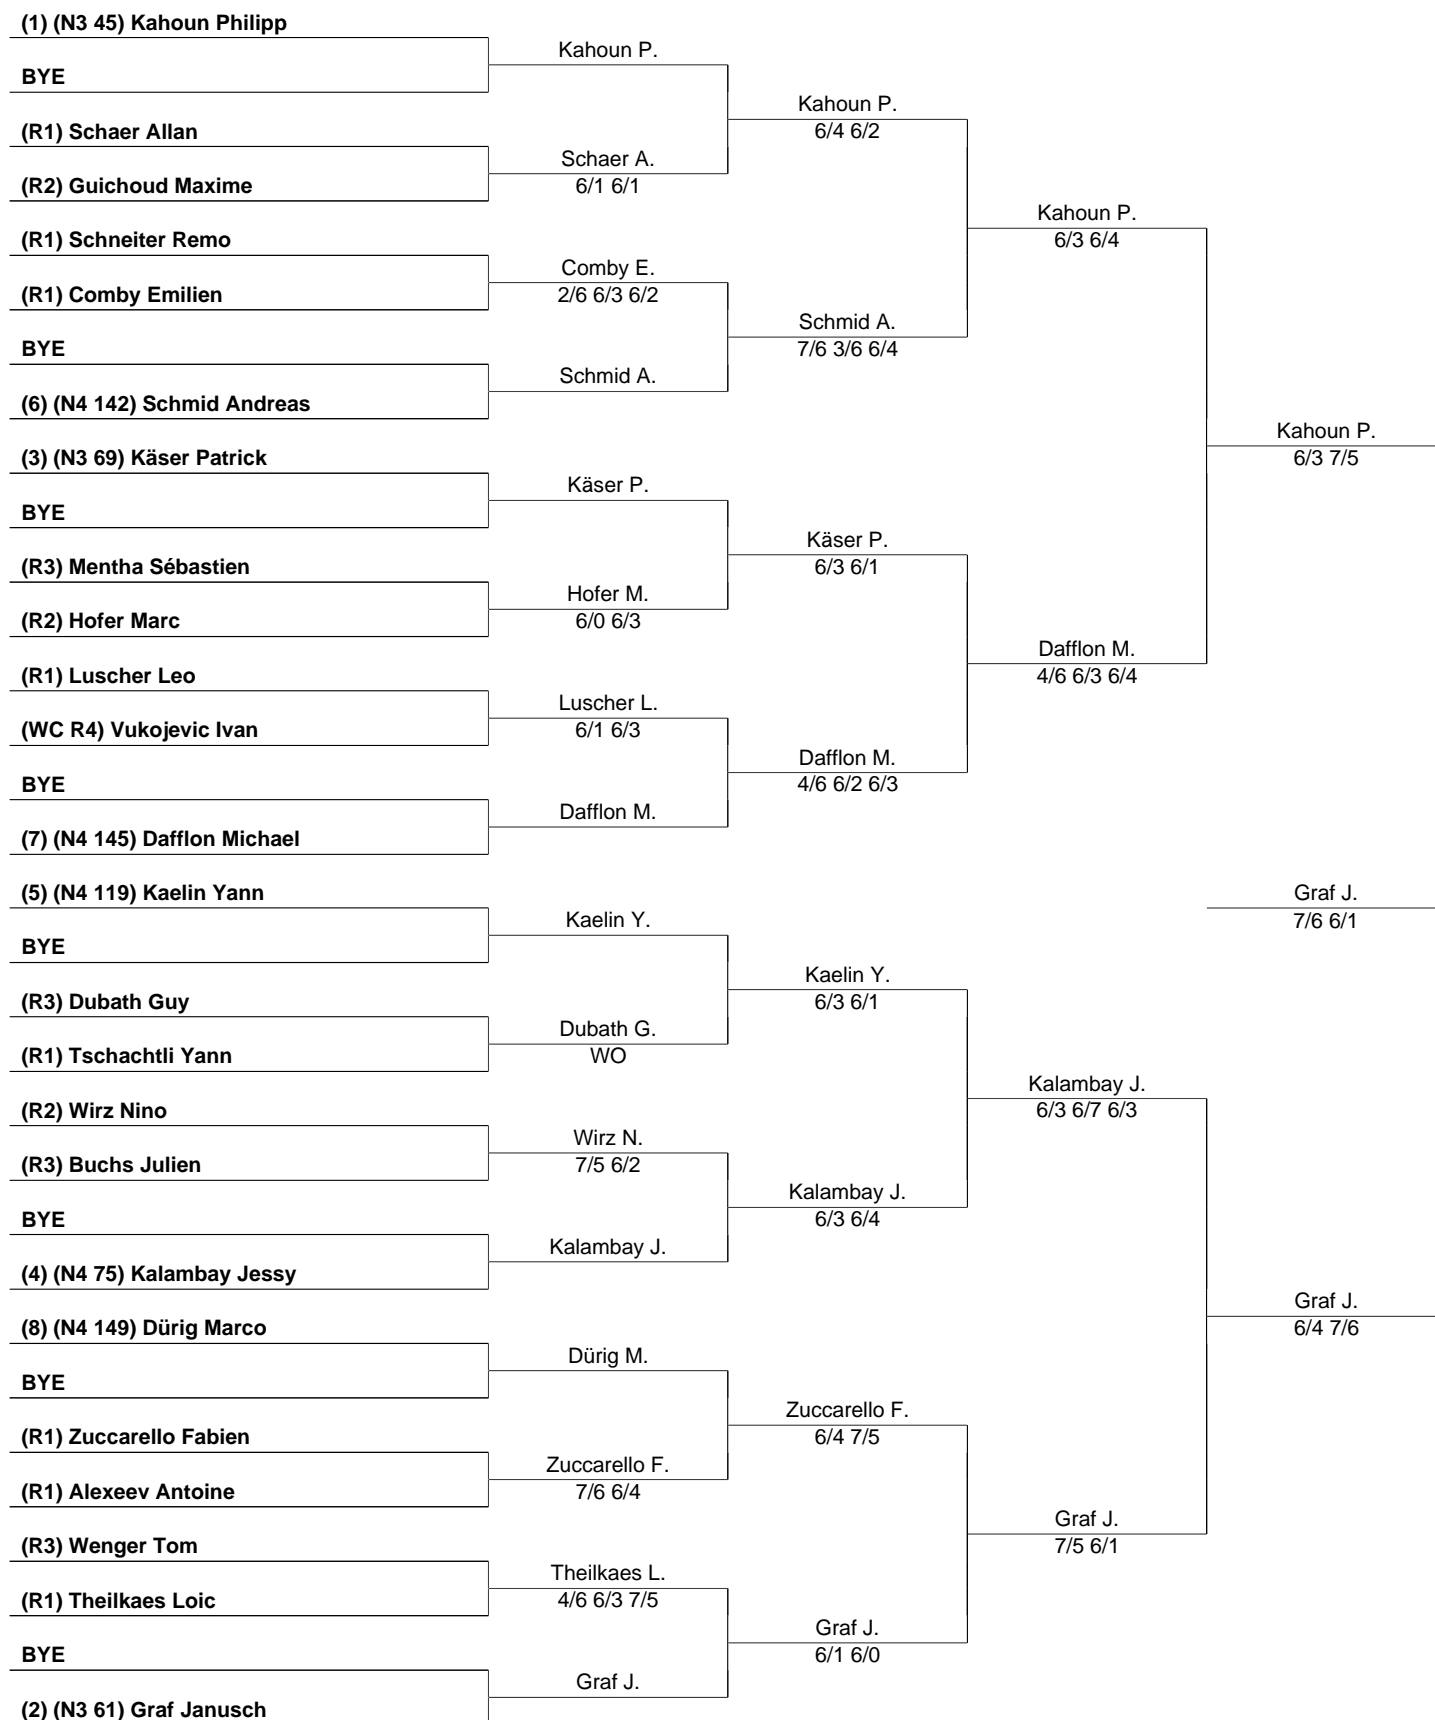 (1) (N3 45) Kahoun Philipp
Kahoun P.
BYE
Kahoun P.
6/4 6/2
(R1) Schaer Allan
Schaer A.
6/1 6/1
(R2) Guichoud Maxime
Kahoun P.
6/3 6/4
(R1) Schneiter Remo
Comby E.
2/6 6/3 6/2
(R1) Comby Emilien
Schmid A.
7/6 3/6 6/4
BYE
Schmid A.
(6) (N4 142) Schmid Andreas
Kahoun P.
6/3 7/5
(3) (N3 69) Käser Patrick
Käser P.
BYE
Käser P.
6/3 6/1
(R3) Mentha Sébastien
Hofer M.
6/0 6/3
(R2) Hofer Marc
Dafflon M.
4/6 6/3 6/4
(R1) Luscher Leo
Luscher L.
6/1 6/3
(WC R4) Vukojevic Ivan
Dafflon M.
4/6 6/2 6/3
BYE
Dafflon M.
(7) (N4 145) Dafflon Michael
Graf J.
7/6 6/1
(5) (N4 119) Kaelin Yann
Kaelin Y.
BYE
Kaelin Y.
6/3 6/1
(R3) Dubath Guy
Dubath G.
WO
(R1) Tschachtli Yann
Kalambay J.
6/3 6/7 6/3
(R2) Wirz Nino
Wirz N.
7/5 6/2
(R3) Buchs Julien
Kalambay J.
6/3 6/4
BYE
Kalambay J.
(4) (N4 75) Kalambay Jessy
Graf J.
6/4 7/6
(8) (N4 149) Dürig Marco
Dürig M.
BYE
Zuccarello F.
6/4 7/5
(R1) Zuccarello Fabien
Zuccarello F.
7/6 6/4
(R1) Alexeev Antoine
Graf J.
7/5 6/1
(R3) Wenger Tom
Theilkaes L.
4/6 6/3 7/5
(R1) Theilkaes Loic
Graf J.
6/1 6/0
BYE
Graf J.
(2) (N3 61) Graf Janusch